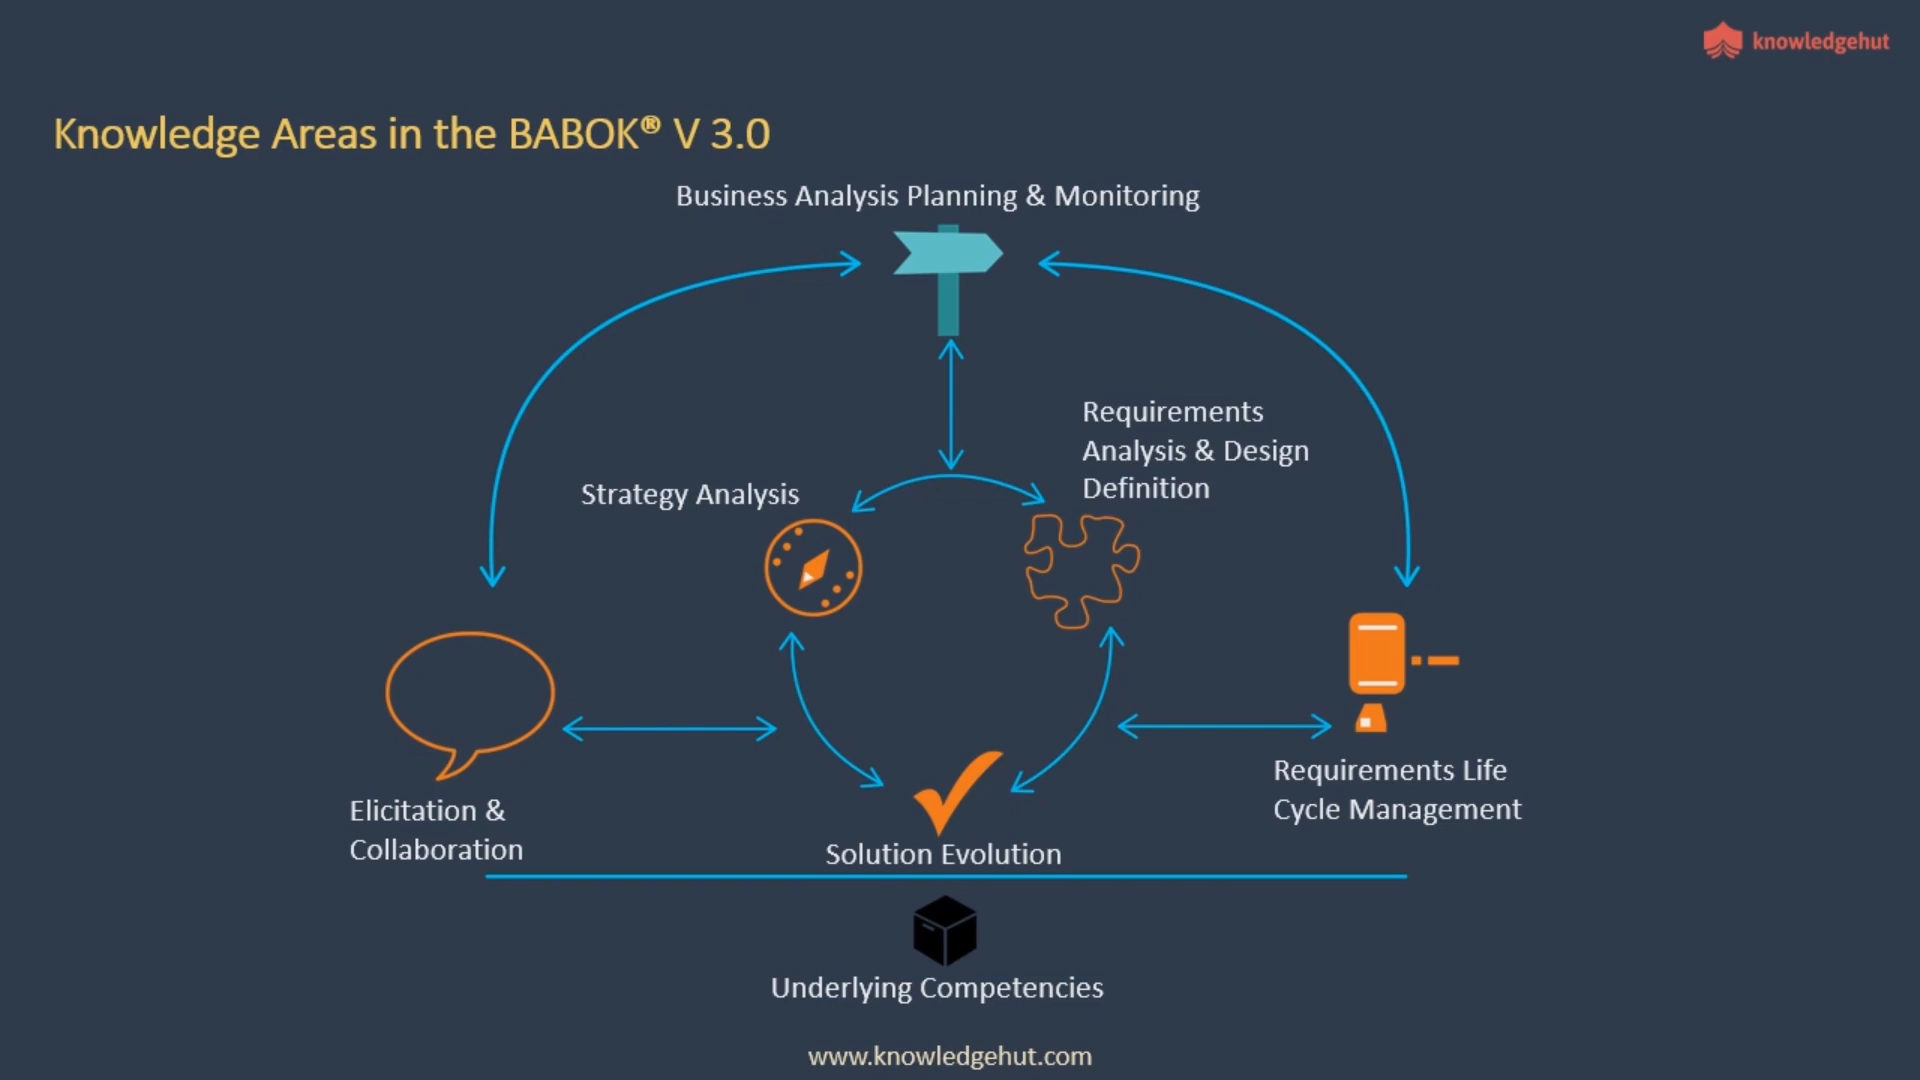 knowledgehut
Knowledge Areas in the BABOK® V 3.0
Business Analysis Planning & Monitoring
Requirements
Analysis & Design
Definition
Strategy Analysis
Elicitation &
Collaboration
Requirements Life
Cycle Management
Solution Evolution
Underlying Competencies
www.knowledgehut.com